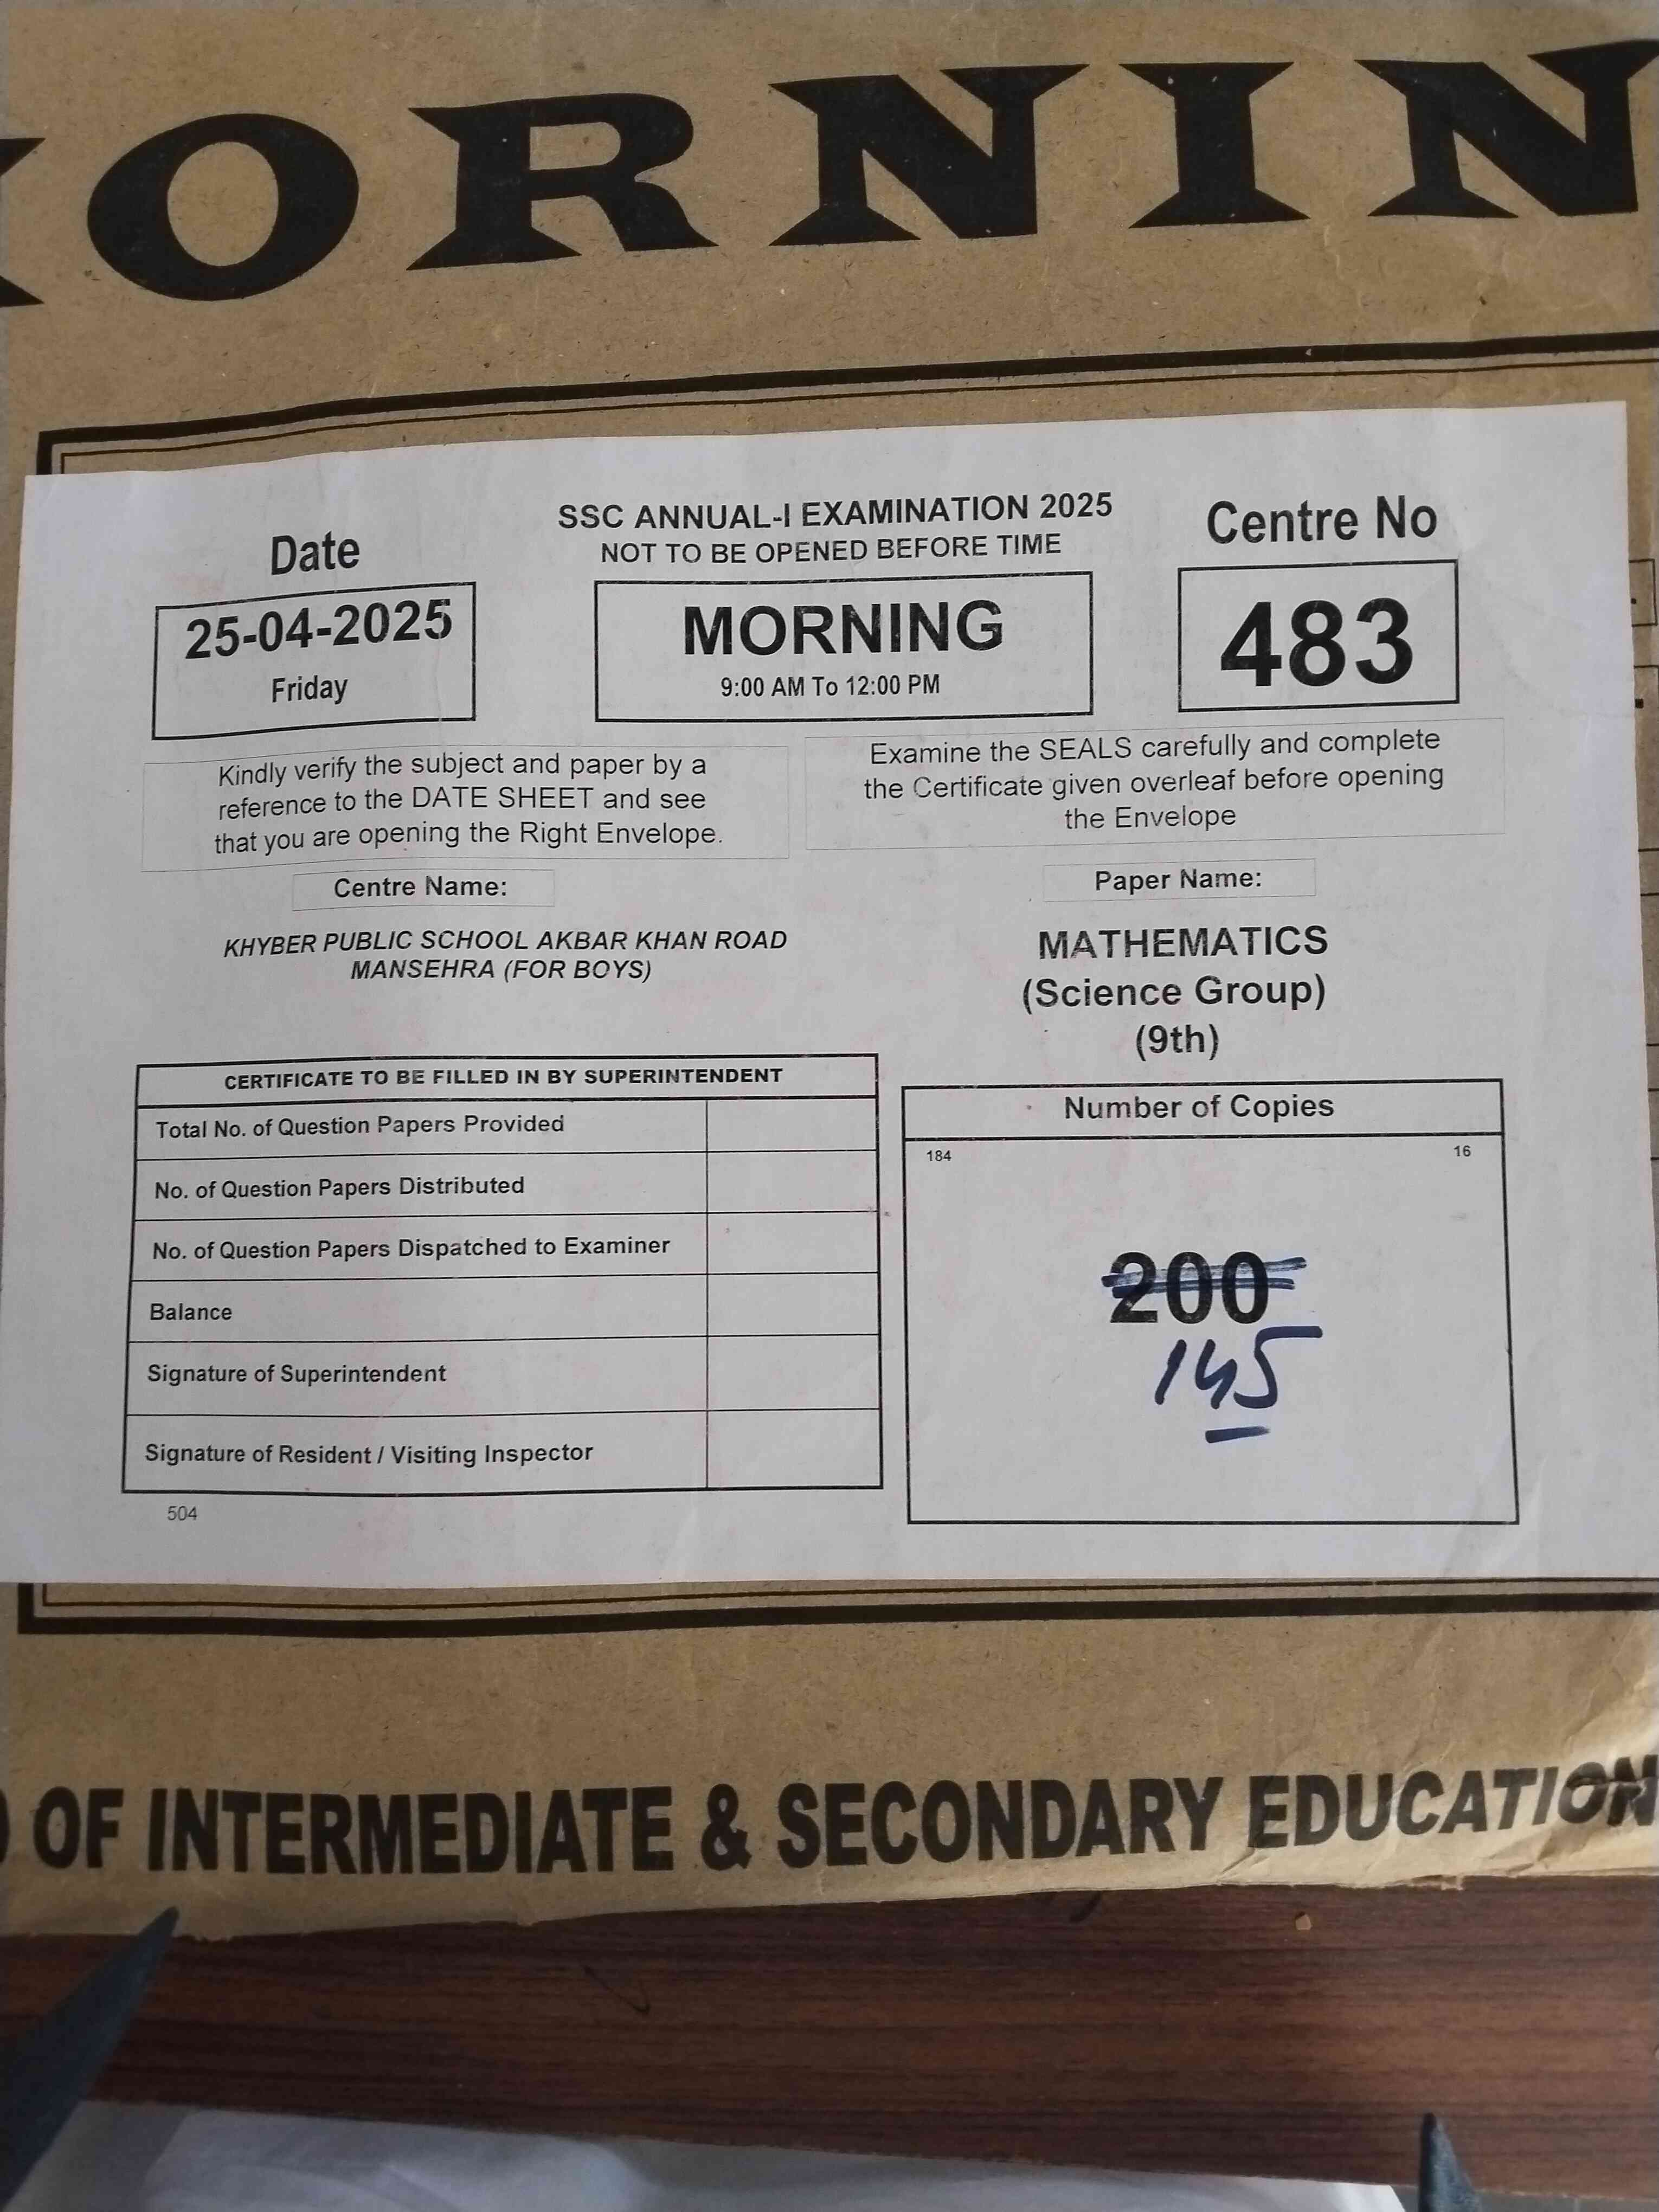 ORNIN
SSC ANNUAL-I EXAMINATION 2025
NOT TO BE OPENED BEFORE TIME
Date
25-04-2025
Friday
MORNING
9:00 AM To 12:00 PM
Centre No
483
Kindly verify the subject and paper by a
reference to the DATE SHEET and see
that you are opening the Right Envelope.
Examine the SEALS carefully and complete
the Certificate given overleaf before opening
the Envelope
Centre Name:
KHYBER PUBLIC SCHOOL AKBAR KHAN ROAD
MANSEHRA (FOR BOYS)
Paper Name:
MATHEMATICS
(Science Group)
(9th)
CERTIFICATE TO BE FILLED IN BY SUPERINTENDENT
Total No. of Question Papers Provided
No. of Question Papers Distributed
No. of Question Papers Dispatched to Examiner
Balance
Signature of Superintendent
Signature of Resident / Visiting Inspector
504
Number of Copies
184 16
200
145
OF INTERMEDIATE & SECONDARY EDUCATION